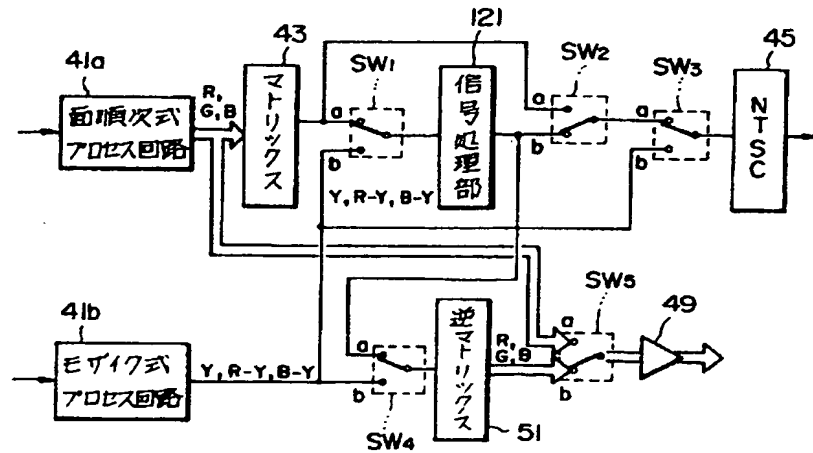 43
121
45
41a
SW1
SW2
SW3
R,
G,B
マトリックス
a
b
信号処理部
a
b
a
b
NTSC
面順次式
プロセス回路
Y, R-Y, B-Y
SW5
49
41b
a
b
逆マトリックス
R,
G,B
a
b
モザイク式
プロセス回路
Y, R-Y, B-Y
SW4
51